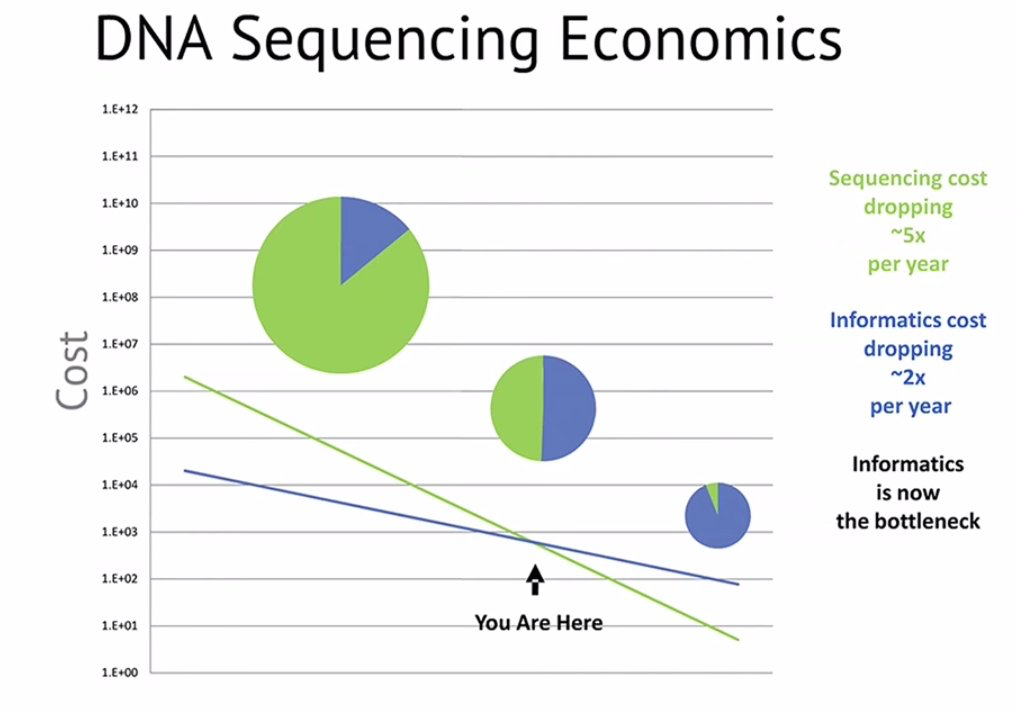 DNA Sequencing Economics
1.E+12
1.E+11
1.E+10
1.E+09
1.E+08
1.E+07
1.E+06
1.E+05
1.E+04
1.E+03
1.E+02
1.E+01
1.E+00
Cost
You Are Here
Sequencing cost
dropping
~5x
per year
Informatics cost
dropping
~2x
per year
Informatics
is now
the bottleneck